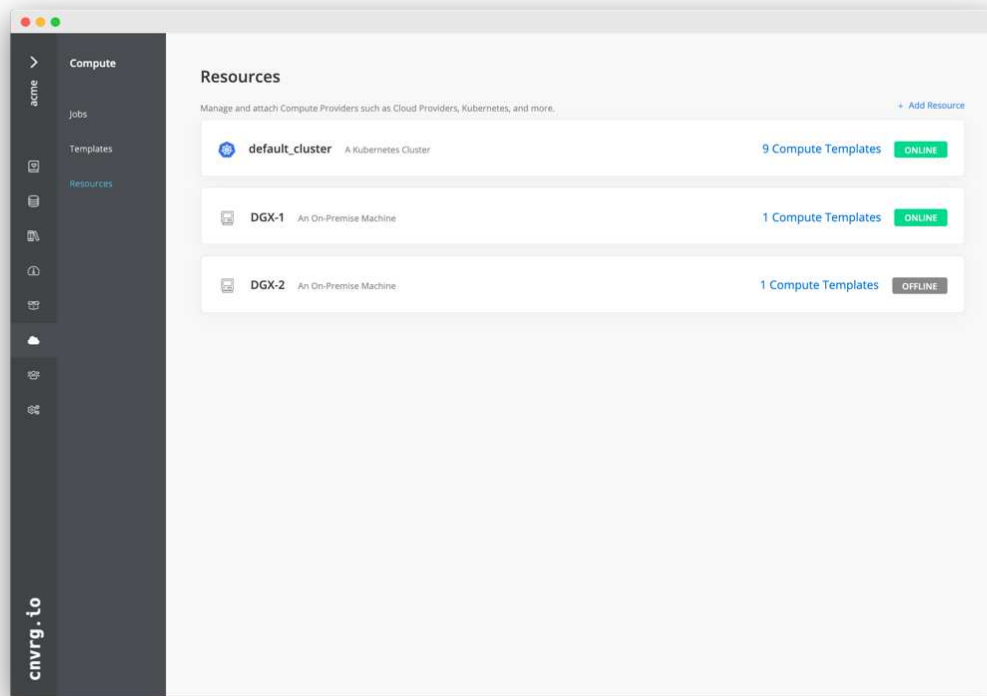 acme
Compute
Jobs
Templates
Resources
cnvrg.io
Resources
Manage and attach Compute Providers such as Cloud Providers, Kubernetes, and more.
+ Add Resource
default_cluster A Kubernetes Cluster 9 Compute Templates ONLINE
DGX-1 An On-Premise Machine 1 Compute Templates ONLINE
DGX-2 An On-Premise Machine 1 Compute Templates OFFLINE